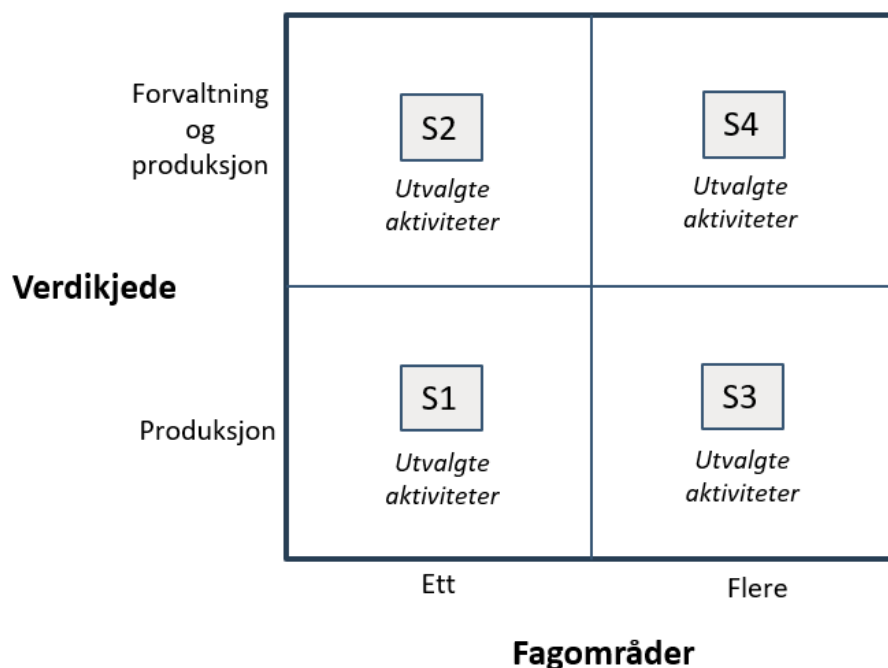 Forvaltning
og
produksjon
S2
Utvalgte
aktiviteter
S4
Utvalgte
aktiviteter
Verdikjede
Produksjon
S1
Utvalgte
aktiviteter
S3
Utvalgte
aktiviteter
Ett
Flere
Fagområder